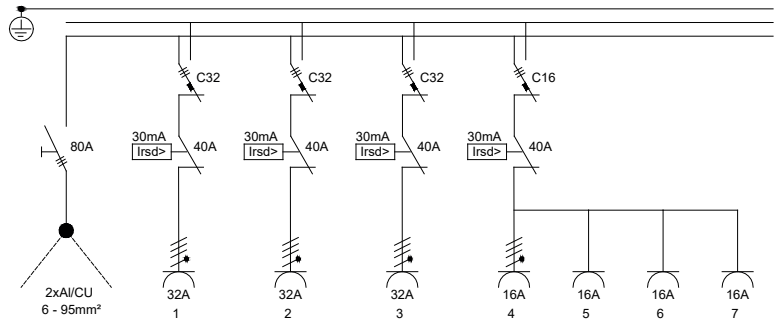 C32
C32
C32
C16
80A
30mA
Irsd>
40A
30mA
Irsd>
40A
30mA
Irsd>
40A
30mA
Irsd>
40A
2xAl/CU
6 - 95mm²
32A
1
32A
2
32A
3
16A
4
16A
5
16A
6
16A
7